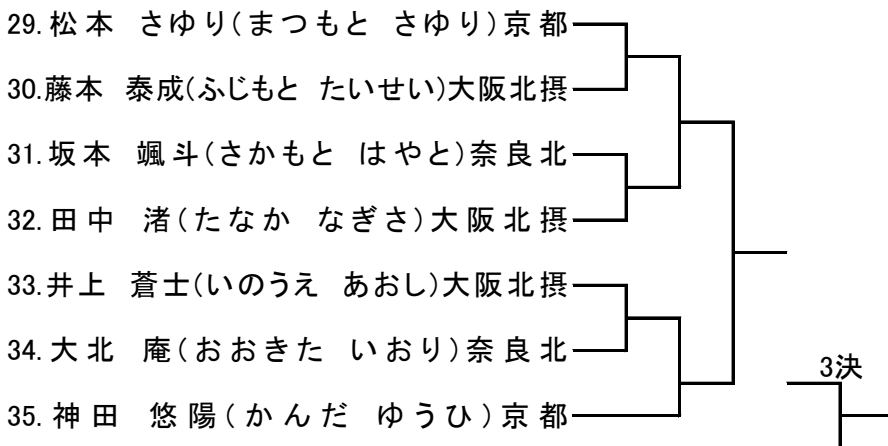 29.松本 さゆり(まつもと さゆり)京都
30.藤本 泰成(ふじもと たいせい)大阪北摂
31.坂本 颯斗(さかもと はやと)奈良北
32.田中 渚(たなか なぎさ)大阪北摂
33.井上 蒼士(いのうえ あおし)大阪北摂
34.大北 庵(おおきた いおり)奈良北
3決
35.神田 悠陽(かんだ ゆうひ)京都